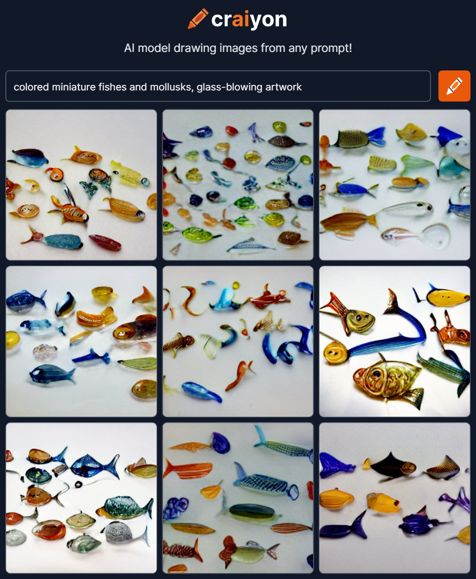 craiyon
AI model drawing images from any prompt!
colored miniature fishes and mollusks, glass-blowing artwork